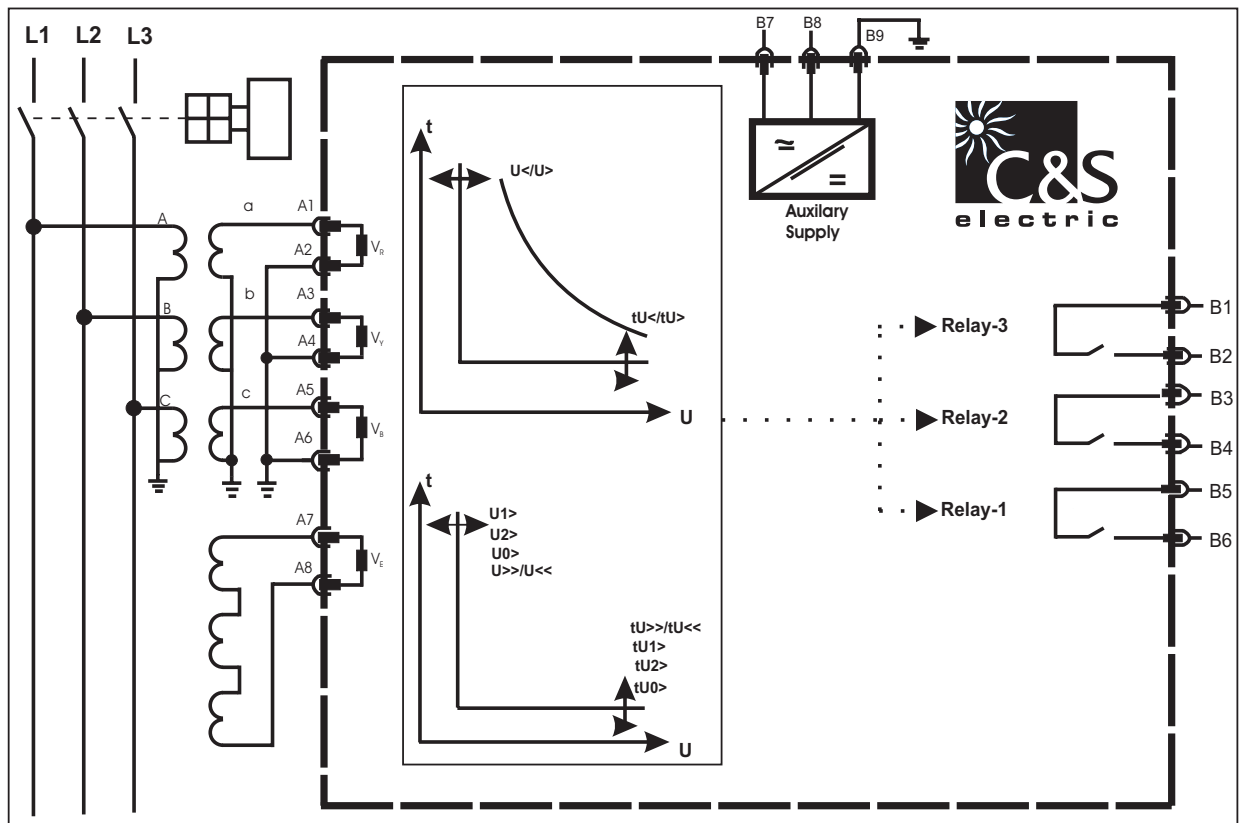 L1 L2 L3
B7
B8
B9
≃
=
Auxilary
Supply
C&S
electric
A
a
A1
A2
VR
B
b
A3
A4
VY
C
c
A5
A6
VB
A7
A8
VE
t
U</U>
tU</tU>
U
t
U1>
U2>
U0>
U>>/U<<
tU>>/tU<<
tU1>
tU2>
tU0>
U
Relay-3
Relay-2
Relay-1
B1
B2
B3
B4
B5
B6